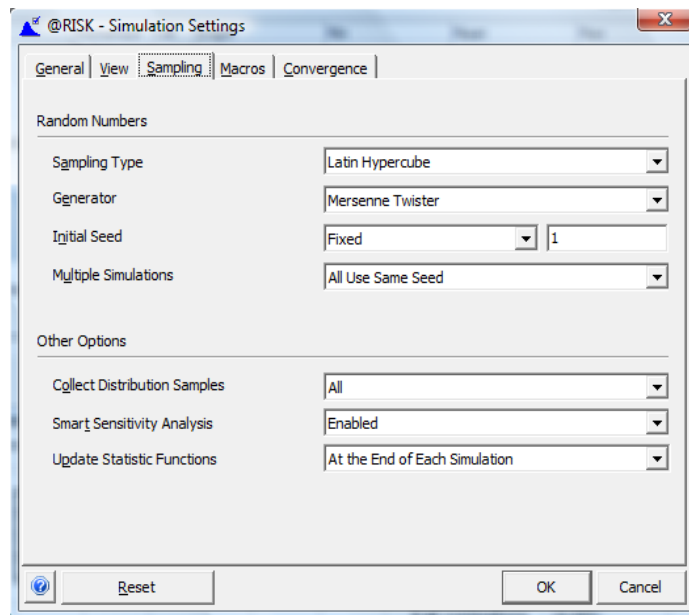 @RISK - Simulation Settings
General View Sampling Macros Convergence
Random Numbers
Sampling Type Latin Hypercube
Generator Mersenne Twister
Initial Seed Fixed 1
Multiple Simulations All Use Same Seed
Other Options
Collect Distribution Samples All
Smart Sensitivity Analysis Enabled
Update Statistic Functions At the End of Each Simulation
Reset OK Cancel